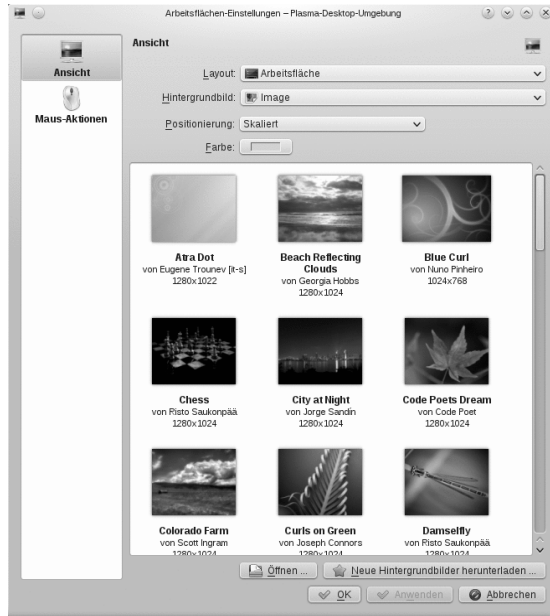 Arbeitsflächen-Einstellungen – Plasma-Desktop-Umgebung
Ansicht
Maus-Aktionen
Ansicht
Layout: Arbeitsfläche
Hintergrundbild: Image
Positionierung: Skaliert
Farbe:
Atra Dot
von Eugene Trounev [it-s]
1280x1022
Beach Reflecting
Clouds
von Georgia Hobbs
1280x1024
Blue Curl
von Nuno Pinheiro
1024x768
Chess
von Risto Saukonpää
1280x1024
City at Night
von Jorge Sandin
1280x1024
Code Poets Dream
von Code Poet
1280x1024
Colorado Farm
von Scott Ingram
1280x1024
Curls on Green
von Joseph Connors
1280x1024
Damselfly
von Risto Saukonpää
1280x1024
Öffnen ...
Neue Hintergrundbilder herunterladen ...
OK
Anwenden
Abbrechen